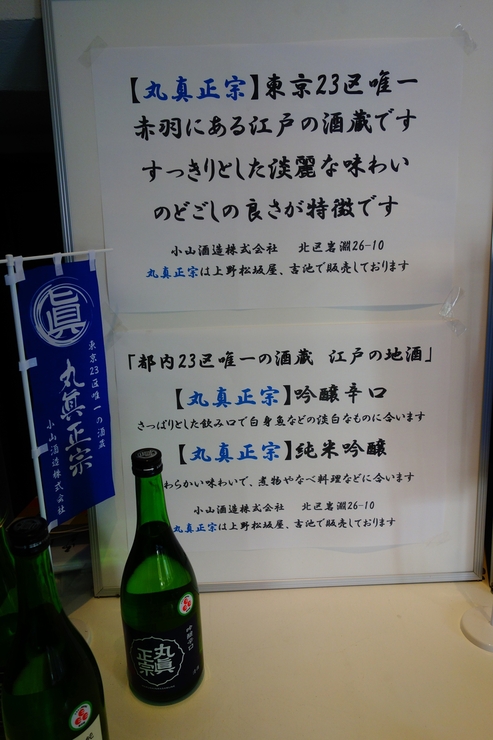 【丸真正宗】東京23区唯一
赤羽にある江戸の酒蔵です
すっきりとした淡麗な味わい
のどごしの良さが特徴です
小山酒造株式会社 北区岩淵26-10
丸真正宗は上野松坂屋、吉池で販売しております
「都内23区唯一の酒蔵 江戸の地酒」
【丸真正宗】吟醸辛口
さっぱりとした飲み口で白身魚などの淡白なものに合います
【丸真正宗】純米吟醸
わらかい味わいで、煮物やなべ料理などに合います
小山酒造株式会社 北区岩淵26-10
丸真正宗は上野松坂屋、吉池で販売しております
眞
東京23区唯一の酒蔵
丸眞正宗
小山酒造株式会社
吟醸辛口
丸眞
正宗